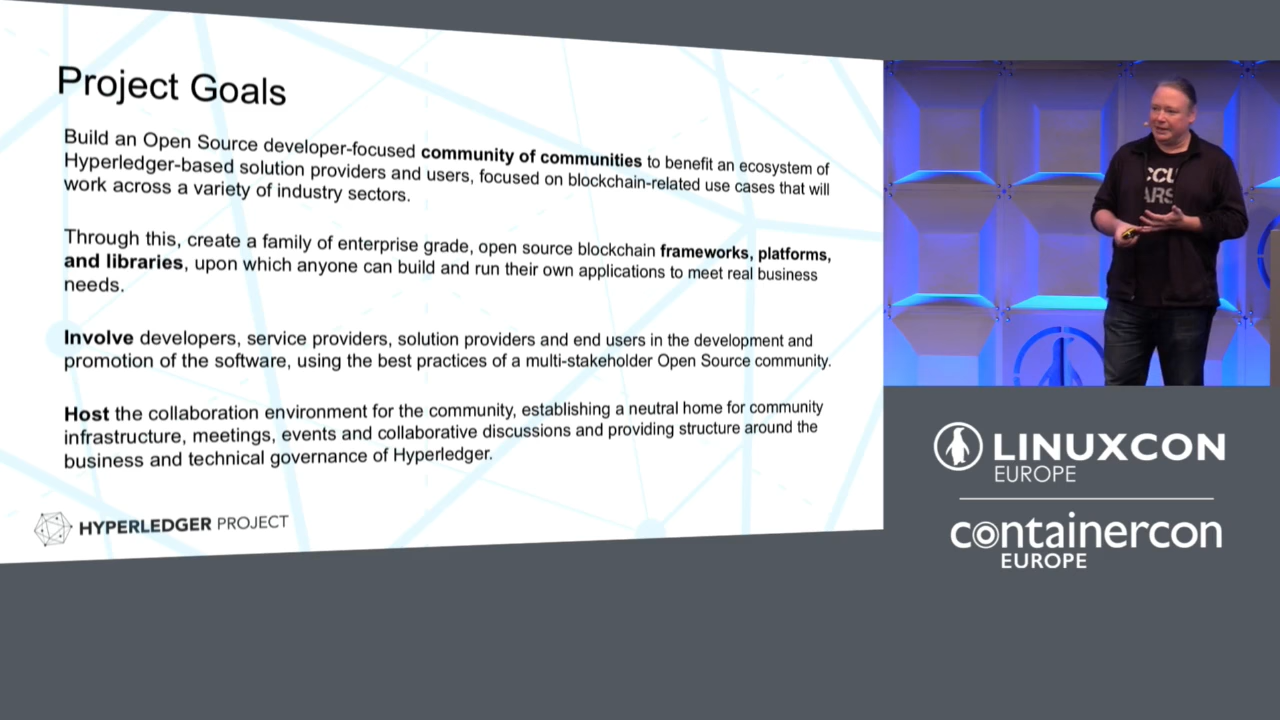 Project Goals
Build an Open Source developer-focused community of communities to benefit an ecosystem of
Hyperledger-based solution providers and users, focused on blockchain-related use cases that will
work across a variety of industry sectors.
Through this, create a family of enterprise grade, open source blockchain frameworks, platforms,
and libraries, upon which anyone can build and run their own applications to meet real business
needs.
Involve developers, service providers, solution providers and end users in the development and
promotion of the software, using the best practices of a multi-stakeholder Open Source community.
Host the collaboration environment for the community, establishing a neutral home for community
infrastructure, meetings, events and collaborative discussions and providing structure around the
business and technical governance of Hyperledger.
HYPERLEDGER PROJECT
LINUXCON
EUROPE
containercon
EUROPE